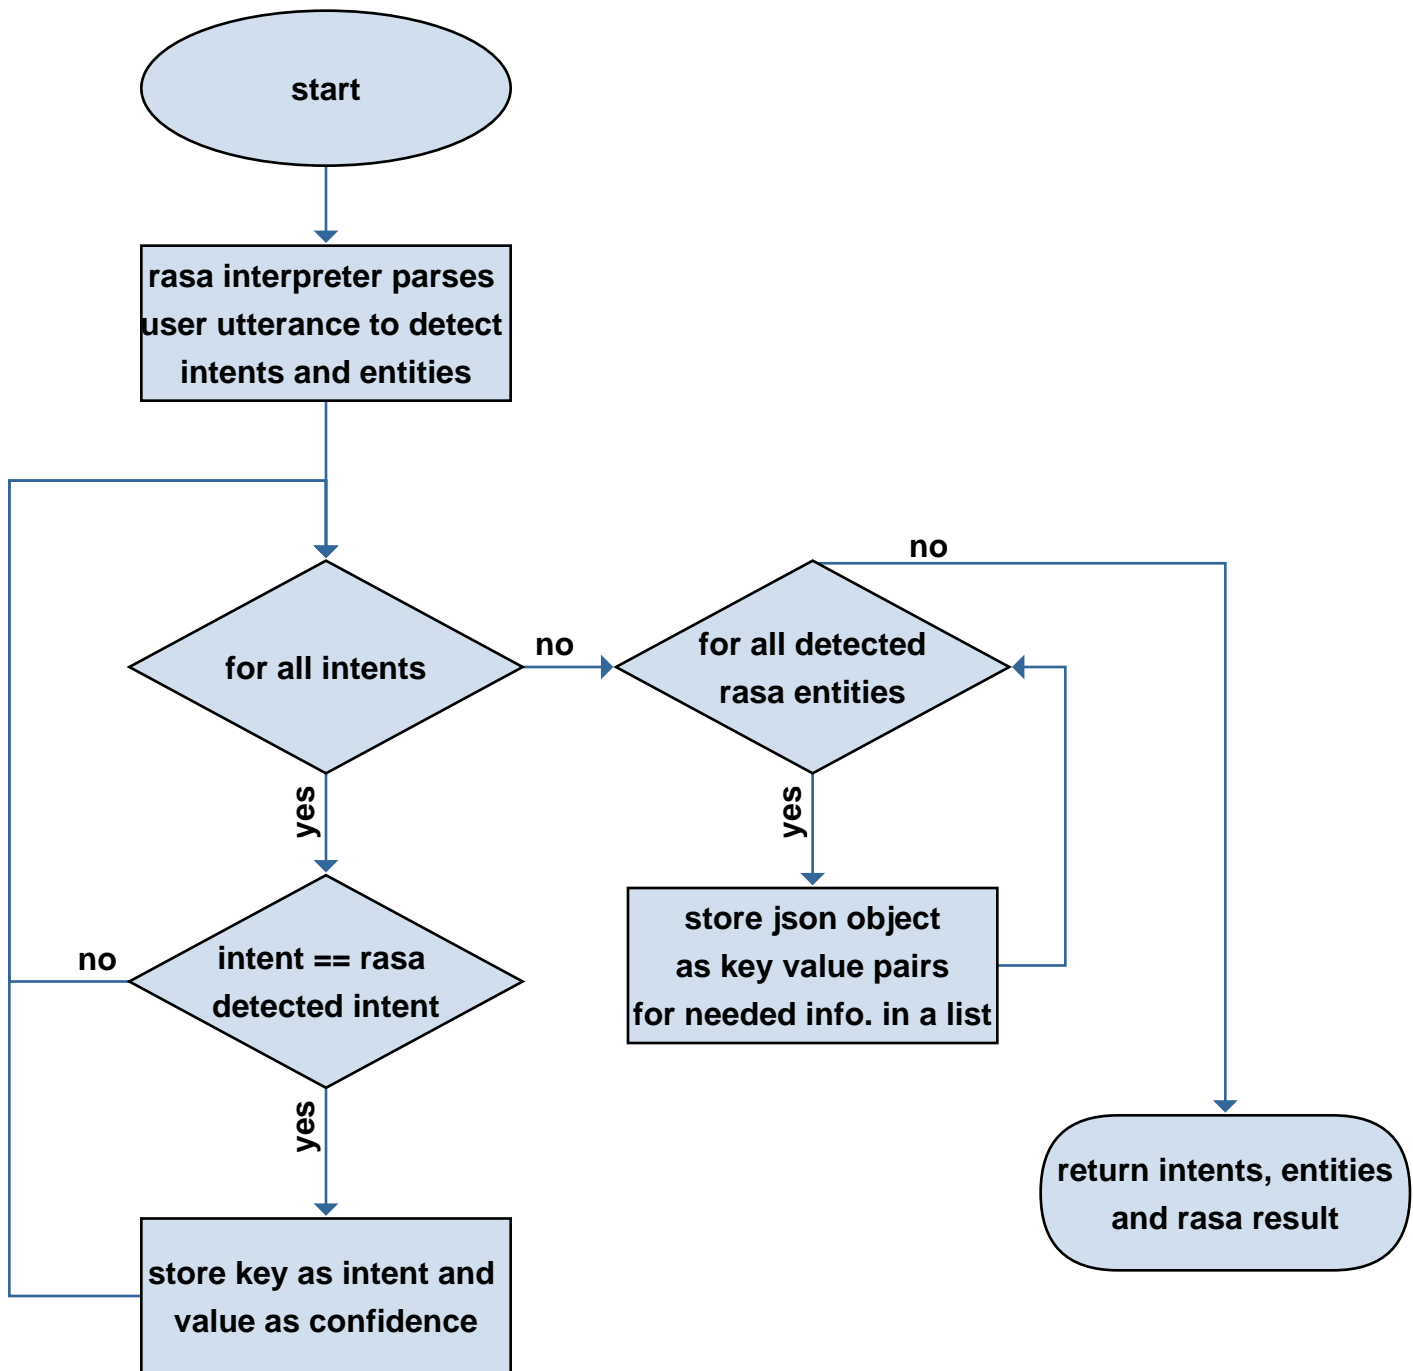 start
rasa interpreter parses
user utterance to detect
intents and entities
for all intents
no
for all detected
rasa entities
no
yes
yes
intent == rasa
detected intent
no
store json object
as key value pairs
for needed info. in a list
yes
return intents, entities
and rasa result
store key as intent and
value as confidence